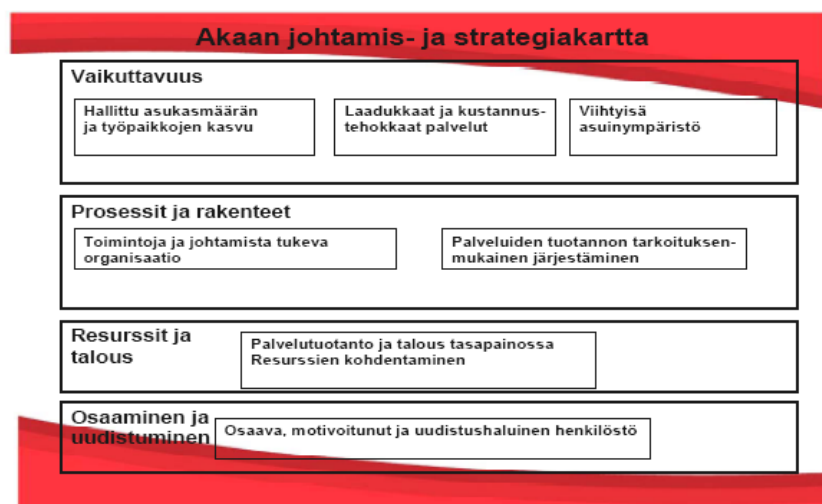 Akaan johtamis- ja strategiakartta
Vaikuttavuus
Hallittu asukasmäärän
ja työpaikkojen kasvu
Laadukkaat ja kustannus-
tehokkaat palvelut
Viihtyisä
asuinympäristö
Prosessit ja rakenteet
Toimintoja ja johtamista tukeva
organisaatio
Palveluiden tuotannon tarkoituksen-
mukainen järjestäminen
Resurssit ja
talous
Palvelutuotanto ja talous tasapainossa
Resurssien kohdentaminen
Osaaminen ja
uudistuminen
Osaava, motivoitunut ja uudistushaluinen henkilöstö